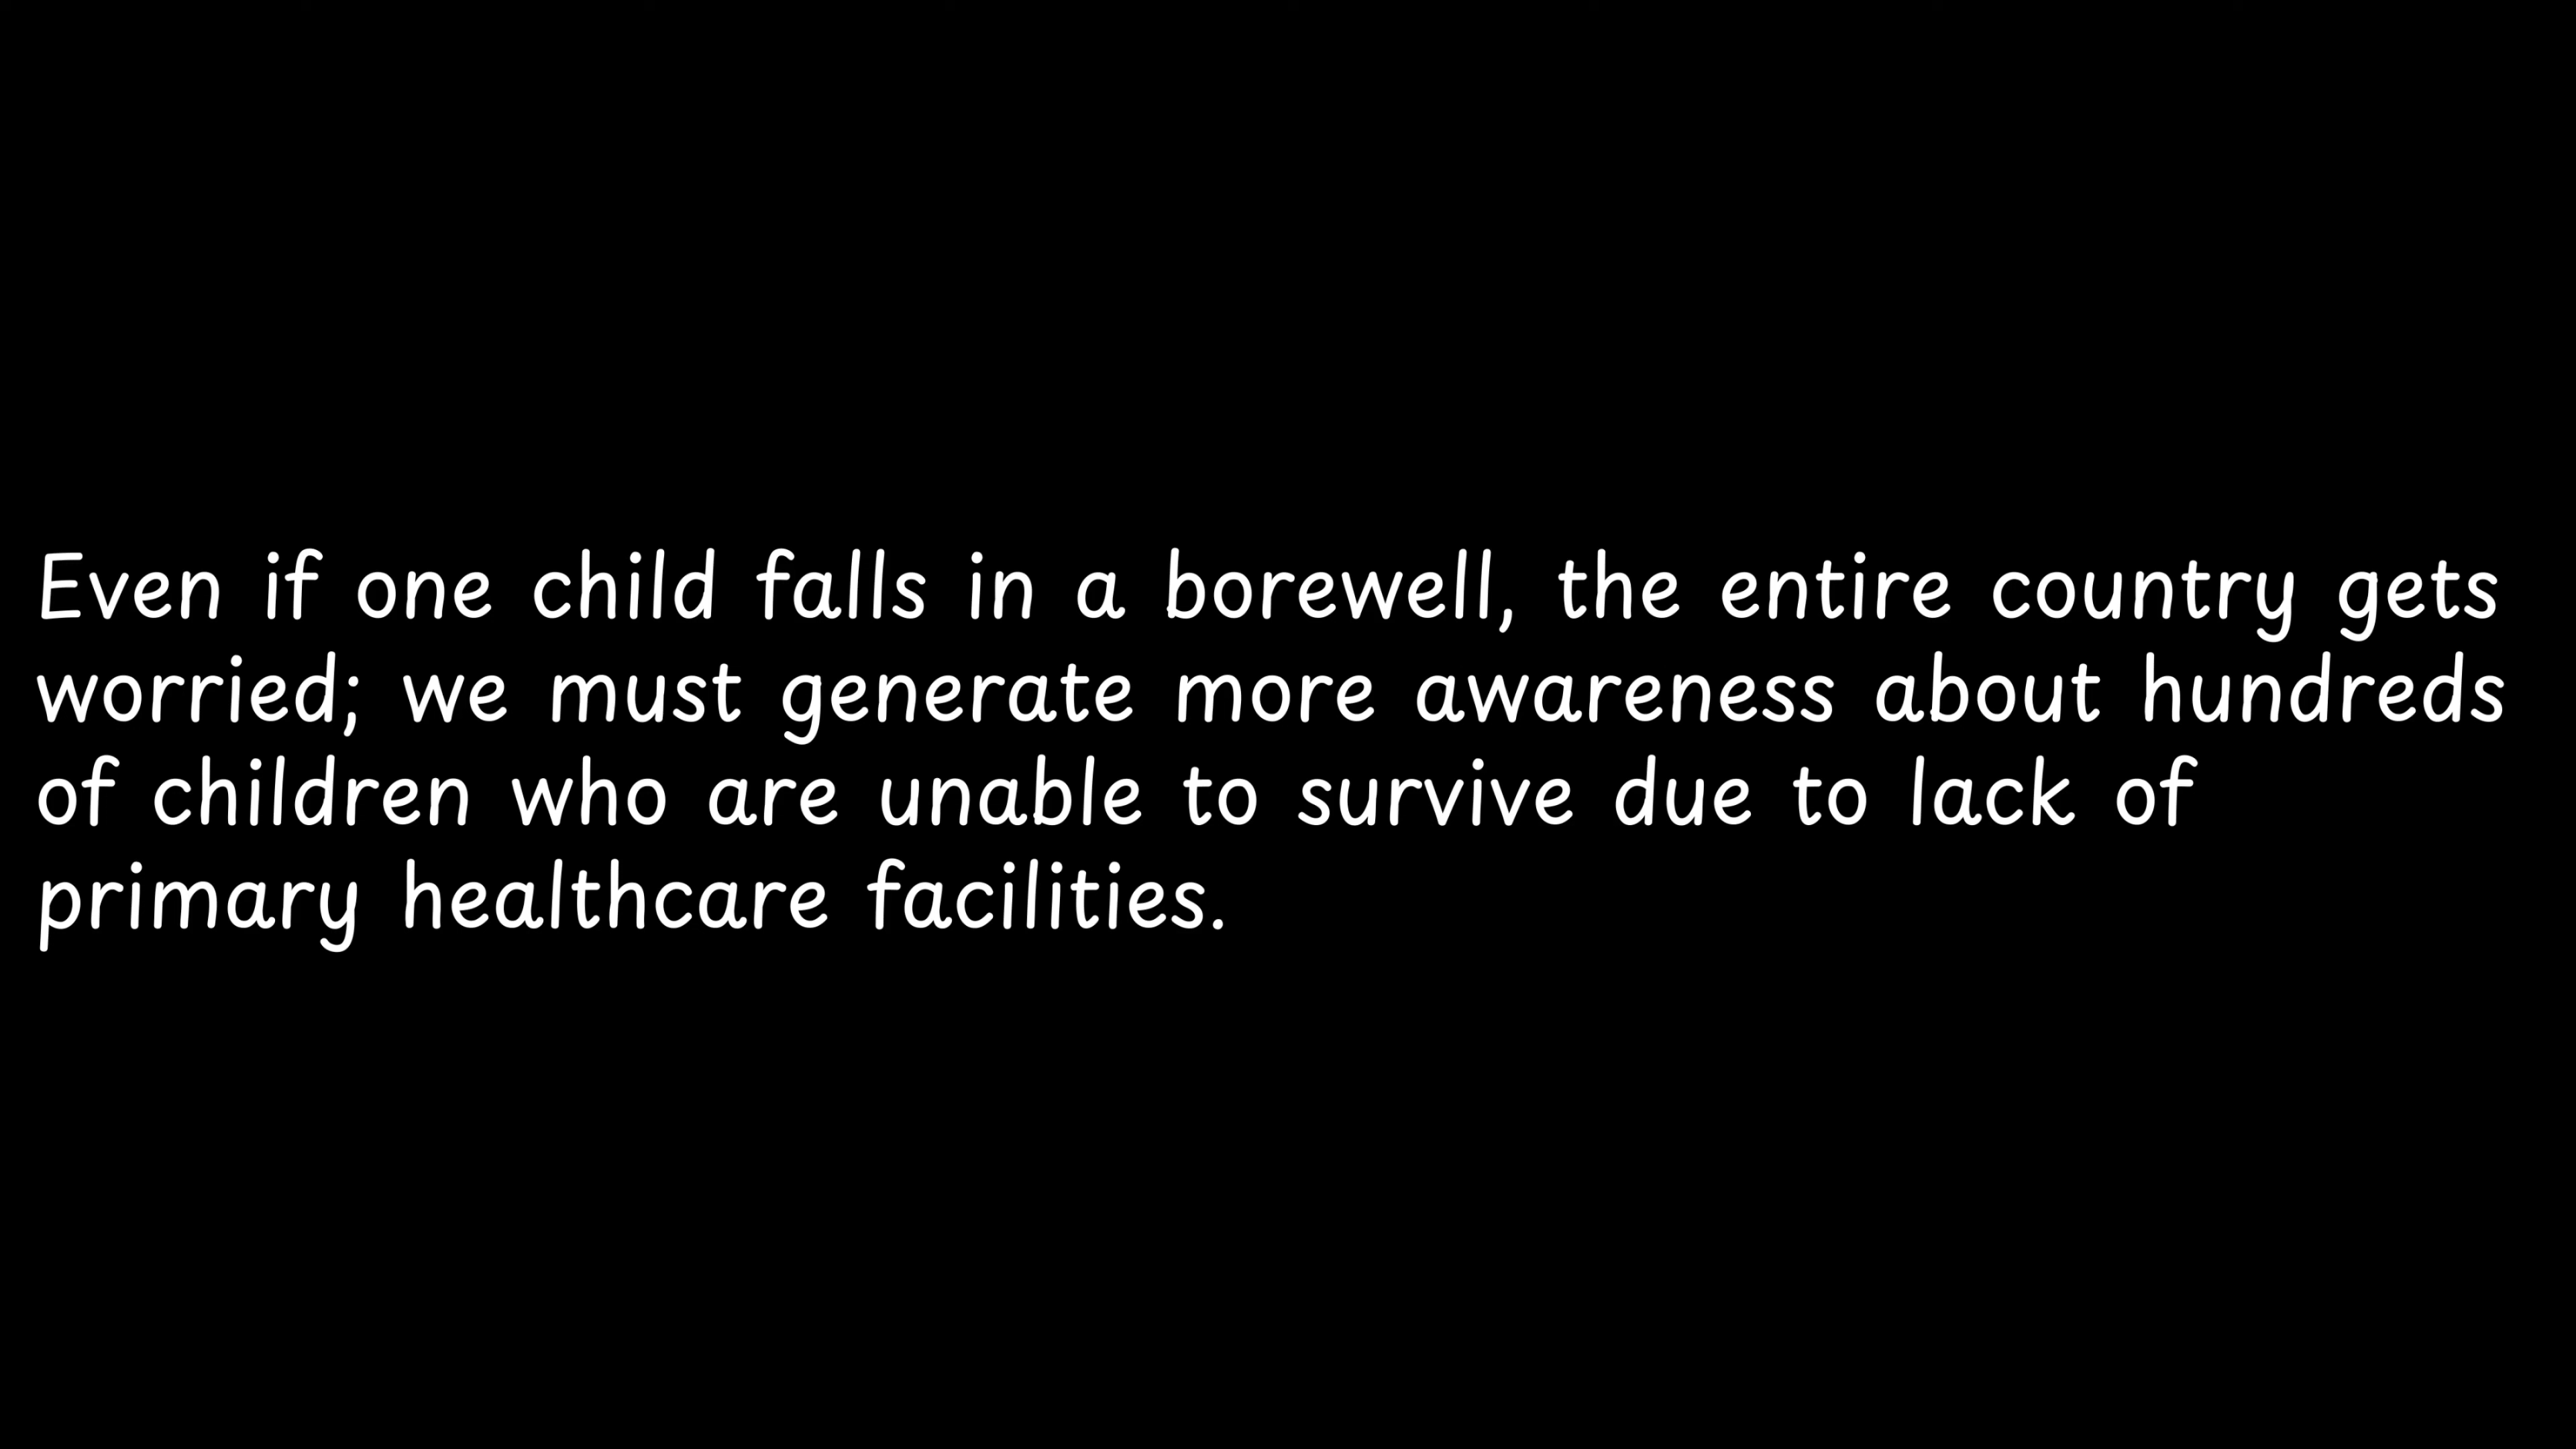 Even if one child falls in a borewell, the entire country gets
worried; we must generate more awareness about hundreds
of children who are unable to survive due to lack of
primary healthcare facilities.